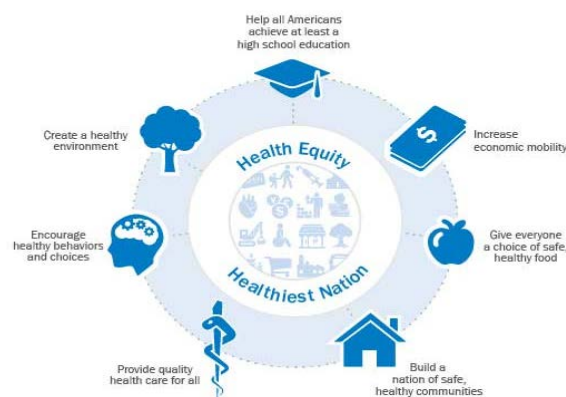 Help all Americans
achieve at least a
high school education
Increase
economic mobility
Give everyone
a choice of safe,
healthy food
Build a
nation of safe,
healthy communities
Provide quality
health care for all
Encourage
healthy behaviors
and choices
Create a healthy
environment
Health Equity
Healthiest Nation
$